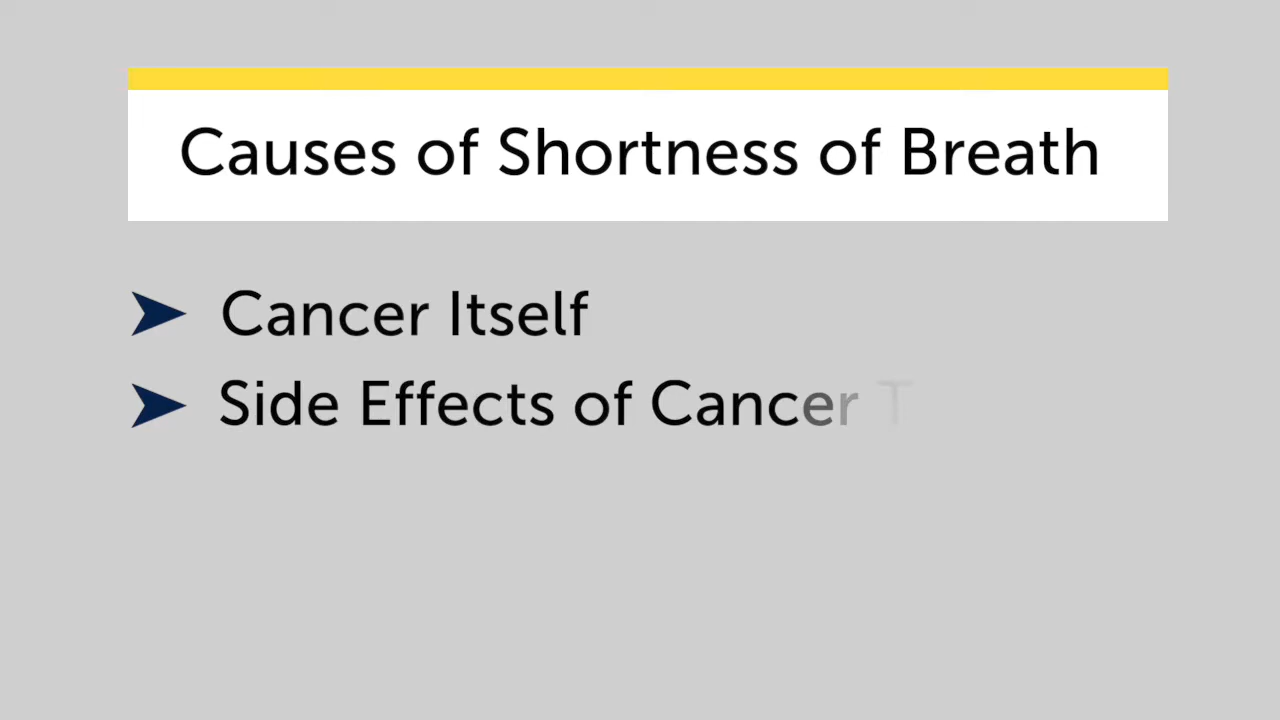 Causes of Shortness of Breath
Cancer Itself
Side Effects of Cancer T